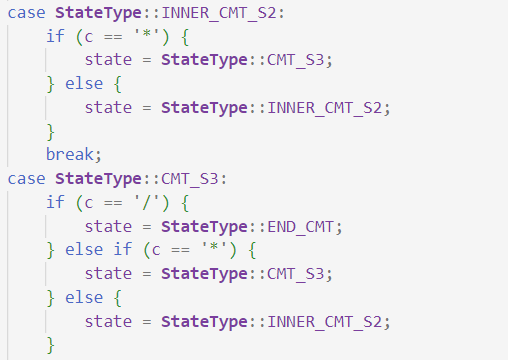 case StateType::INNER_CMT_S2:
    if (c == '*') {
        state = StateType::CMT_S3;
    } else {
        state = StateType::INNER_CMT_S2;
    }
    break;
case StateType::CMT_S3:
    if (c == '/') {
        state = StateType::END_CMT;
    } else if (c == '*') {
        state = StateType::CMT_S3;
    } else {
        state = StateType::INNER_CMT_S2;
    }